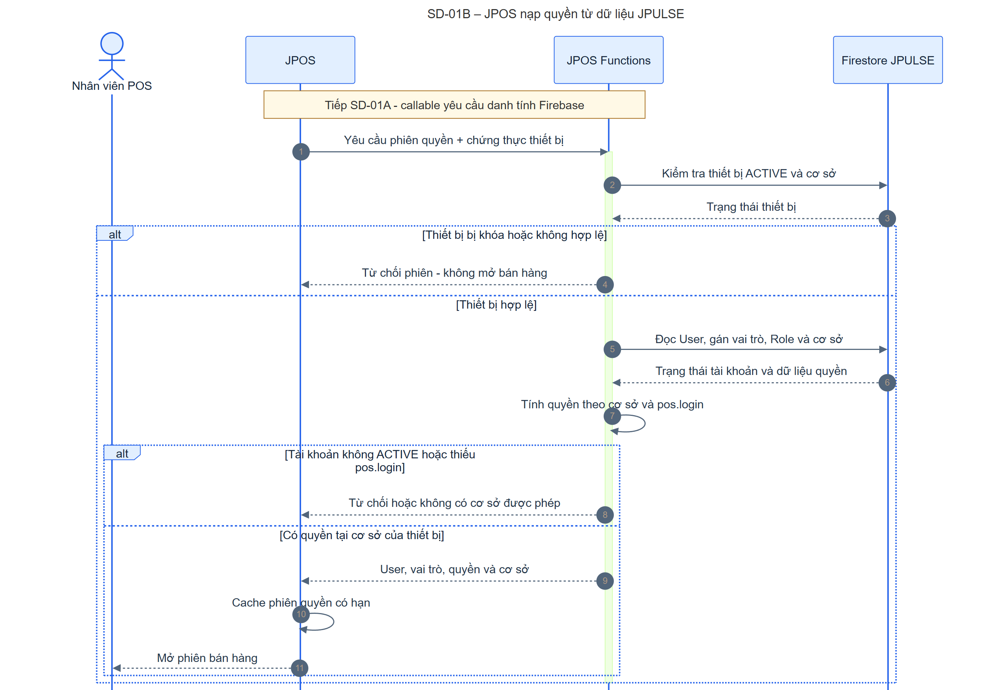 SD-01B – JPOS nạp quyền từ dữ liệu JPULSE
Nhân viên POS
JPOS
JPOS Functions
Firestore JPULSE
Tiếp SD-01A - callable yêu cầu danh tính Firebase
Yêu cầu phiên quyền + chứng thực thiết bị
1
Kiểm tra thiết bị ACTIVE và cơ sở
2
Trạng thái thiết bị
3
alt
[Thiết bị bị khóa hoặc không hợp lệ]
Từ chối phiên - không mở bán hàng
4
[Thiết bị hợp lệ]
Đọc User, gán vai trò, Role và cơ sở
5
Trạng thái tài khoản và dữ liệu quyền
6
Tính quyền theo cơ sở và pos.login
7
alt
[Tài khoản không ACTIVE hoặc thiếu
pos.login]
Từ chối hoặc không có cơ sở được phép
8
[Có quyền tại cơ sở của thiết bị]
User, vai trò, quyền và cơ sở
9
Cache phiên quyền có hạn
10
Mở phiên bán hàng
11